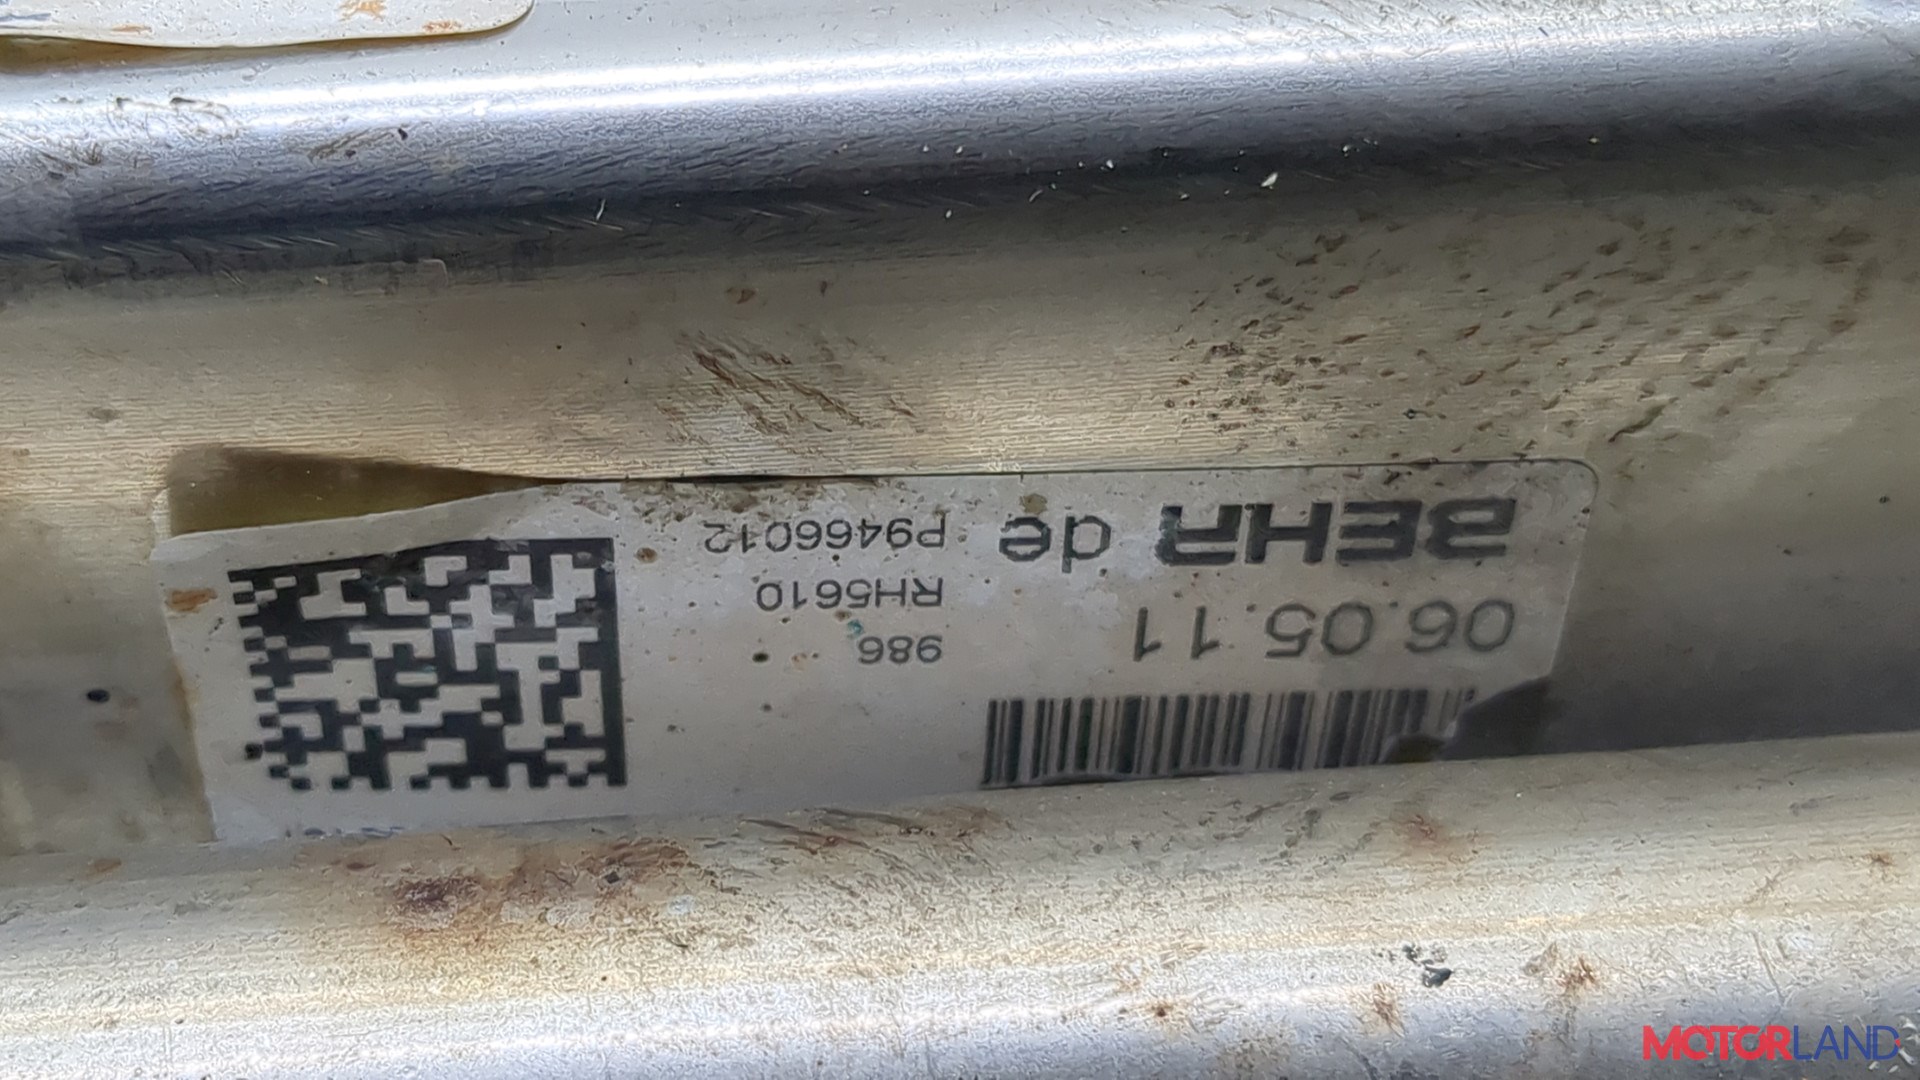 986
RH5610
P9466012
06.05.11
BEHR de
MOTORLAND